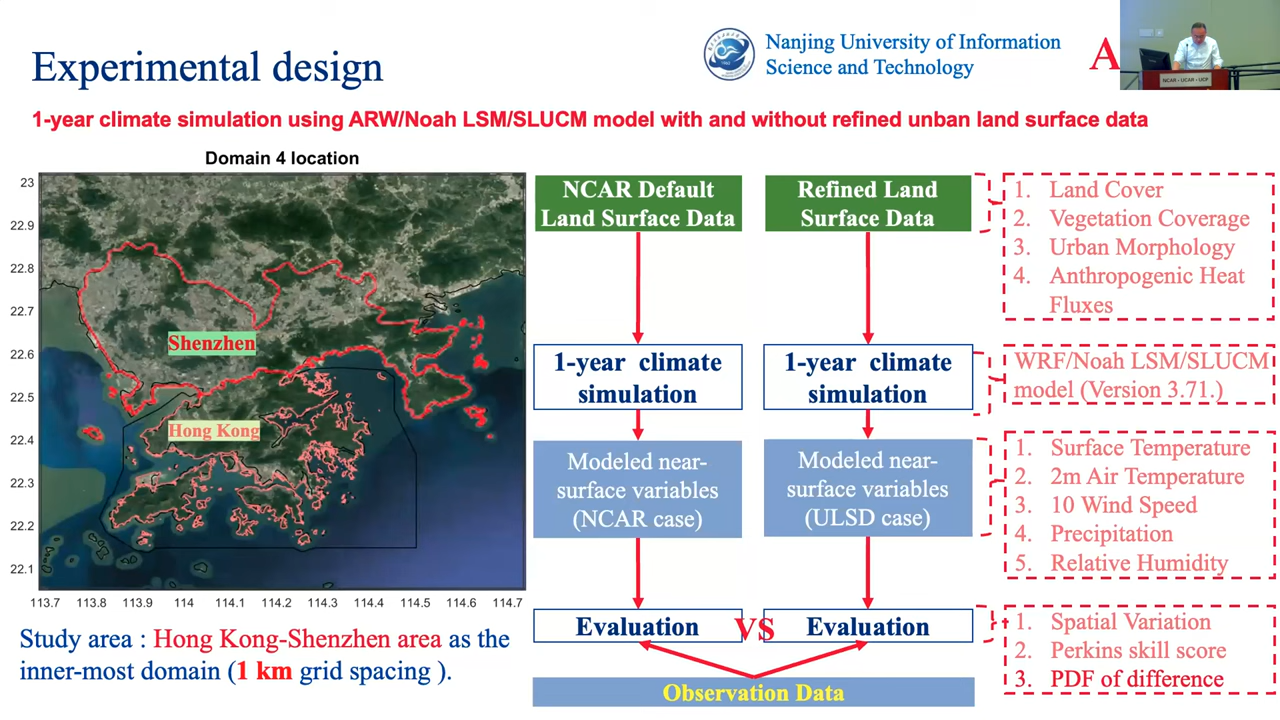 Nanjing University of Information
Science and Technology
A
Experimental design
NCAR • UCAR • UCP
1-year climate simulation using ARW/Noah LSM/SLUCM model with and without refined unban land surface data
Domain 4 location
23
22.9
22.8
22.7
22.6
22.5
22.4
22.3
22.2
22.1
113.7 113.8 113.9 114 114.1 114.2 114.3 114.4 114.5 114.6 114.7
Shenzhen
Hong Kong
Study area : Hong Kong-Shenzhen area as the
inner-most domain (1 km grid spacing ).
NCAR Default
Land Surface Data
Refined Land
Surface Data
1. Land Cover
2. Vegetation Coverage
3. Urban Morphology
4. Anthropogenic Heat
Fluxes
1-year climate
simulation
1-year climate
simulation
WRF/Noah LSM/SLUCM
model (Version 3.71.)
Modeled near-
surface variables
(NCAR case)
Modeled near-
surface variables
(ULSD case)
1. Surface Temperature
2. 2m Air Temperature
3. 10 Wind Speed
4. Precipitation
5. Relative Humidity
Evaluation VS Evaluation
1. Spatial Variation
2. Perkins skill score
3. PDF of difference
Observation Data